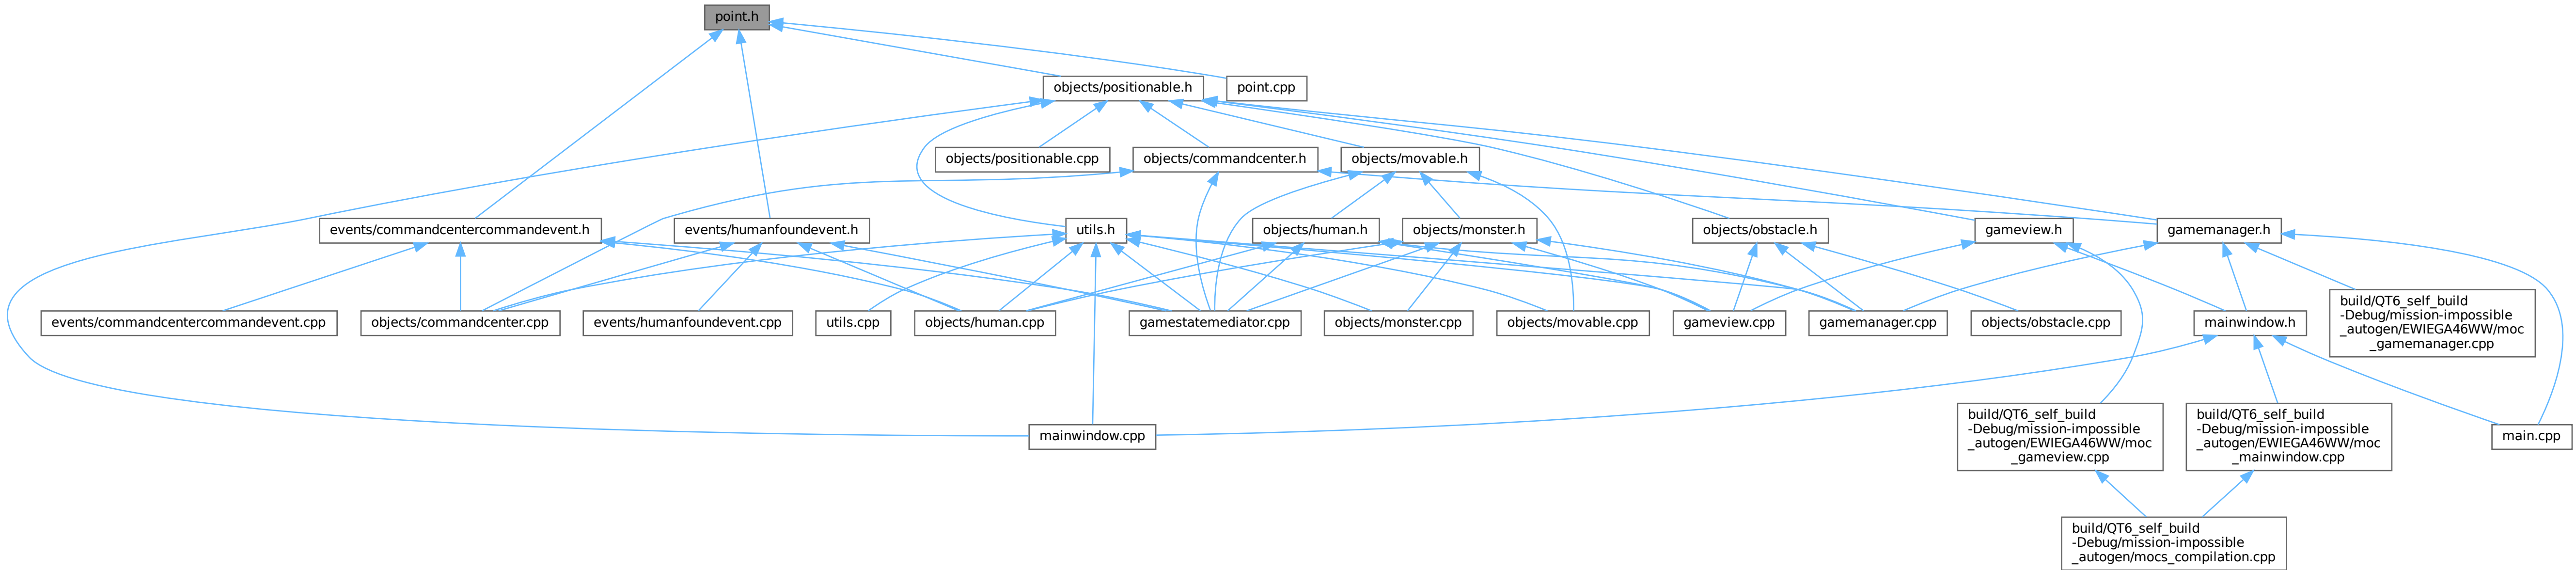 point.h
objects/positionable.h
point.cpp
objects/positionable.cpp
objects/commandcenter.h
objects/movable.h
events/commandcentercommandevent.h
events/humanfoundevent.h
utils.h
objects/human.h
objects/monster.h
objects/obstacle.h
gameview.h
gamemanager.h
events/commandcentercommandevent.cpp
objects/commandcenter.cpp
events/humanfoundevent.cpp
utils.cpp
objects/human.cpp
gamestatemediator.cpp
objects/monster.cpp
objects/movable.cpp
gameview.cpp
gamemanager.cpp
objects/obstacle.cpp
mainwindow.h
build/QT6_self_build
-Debug/mission-impossible
_autogen/EWIEGA46WW/moc
_gamemanager.cpp
mainwindow.cpp
build/QT6_self_build
-Debug/mission-impossible
_autogen/EWIEGA46WW/moc
_gameview.cpp
build/QT6_self_build
-Debug/mission-impossible
_autogen/EWIEGA46WW/moc
_mainwindow.cpp
main.cpp
build/QT6_self_build
-Debug/mission-impossible
_autogen/mocs_compilation.cpp